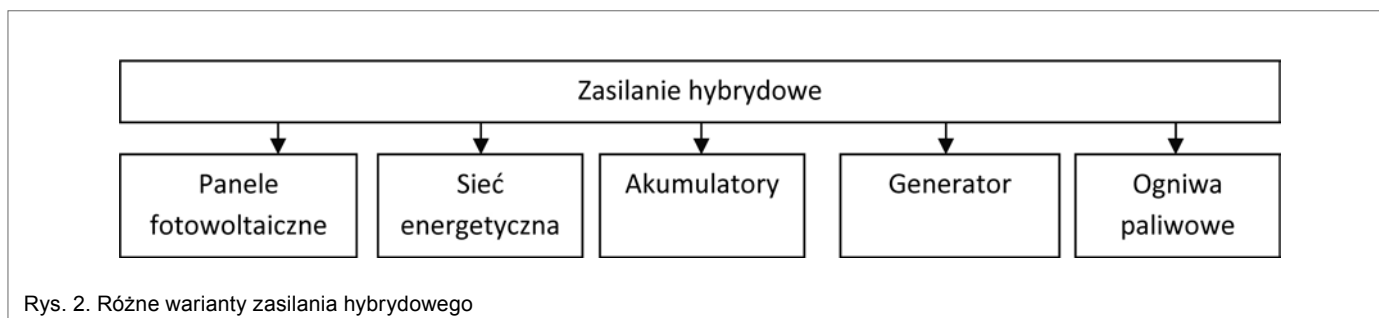 Zasilanie hybrydowe
Panele
fotowoltaiczne
Sieć
energetyczna
Akumulatory
Generator
Ogniwa
paliwowe
Rys. 2. Różne warianty zasilania hybrydowego